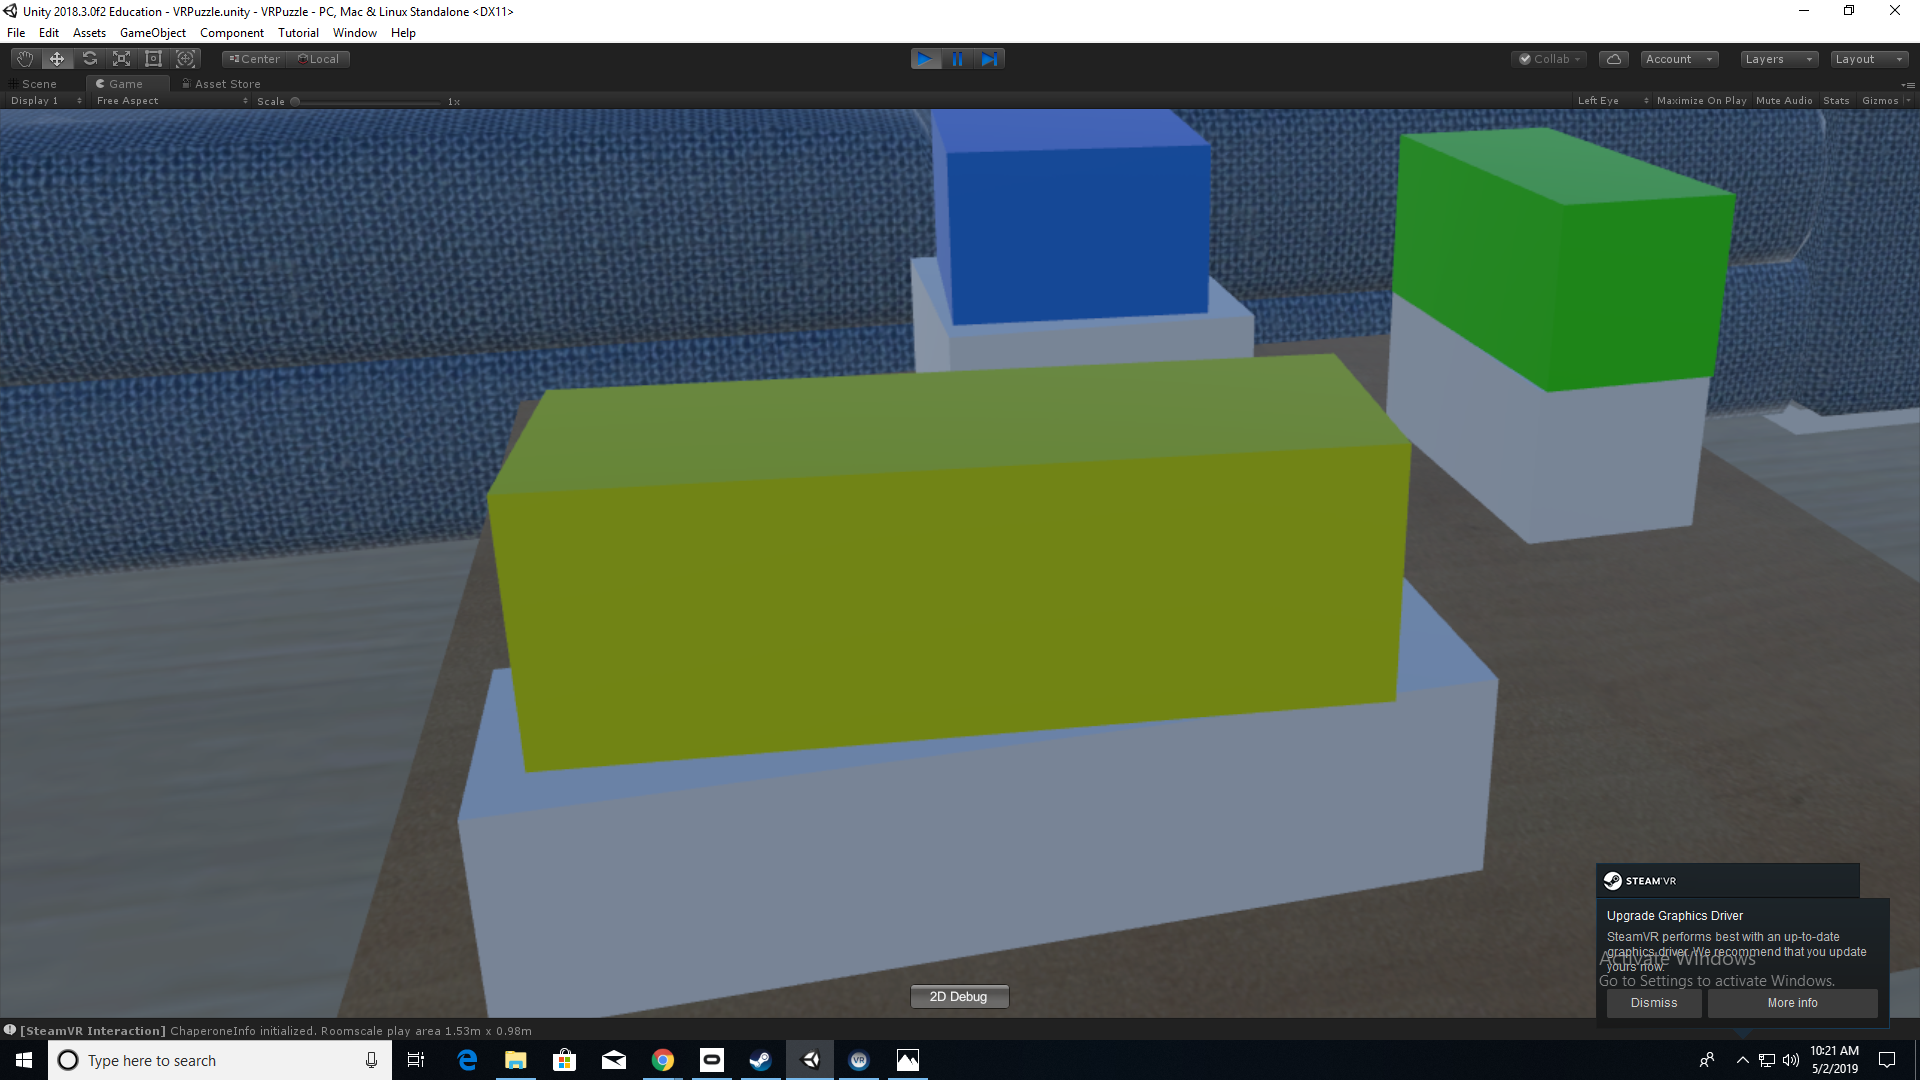 Unity 2018.3.0f2 Education - VRPuzzle.unity - VRPuzzle - PC, Mac & Linux Standalone <DX11>
File Edit Assets GameObject Component Tutorial Window Help
Center Local Collab Account Layers Layout
Scene Game Asset Store
Display 1 Free Aspect Scale 1x Left Eye Maximize On Play Mute Audio Stats Gizmos
STEAM VR
Upgrade Graphics Driver
SteamVR performs best with an up-to-date
graphics driver. We recommend that you update
yours now.
Activate Windows
Go to Settings to activate Windows.
Dismiss More info
2D Debug
[SteamVR Interaction] ChaperoneInfo initialized. Roomscale play area 1.53m x 0.98m
Type here to search
VR
10:21 AM
5/2/2019